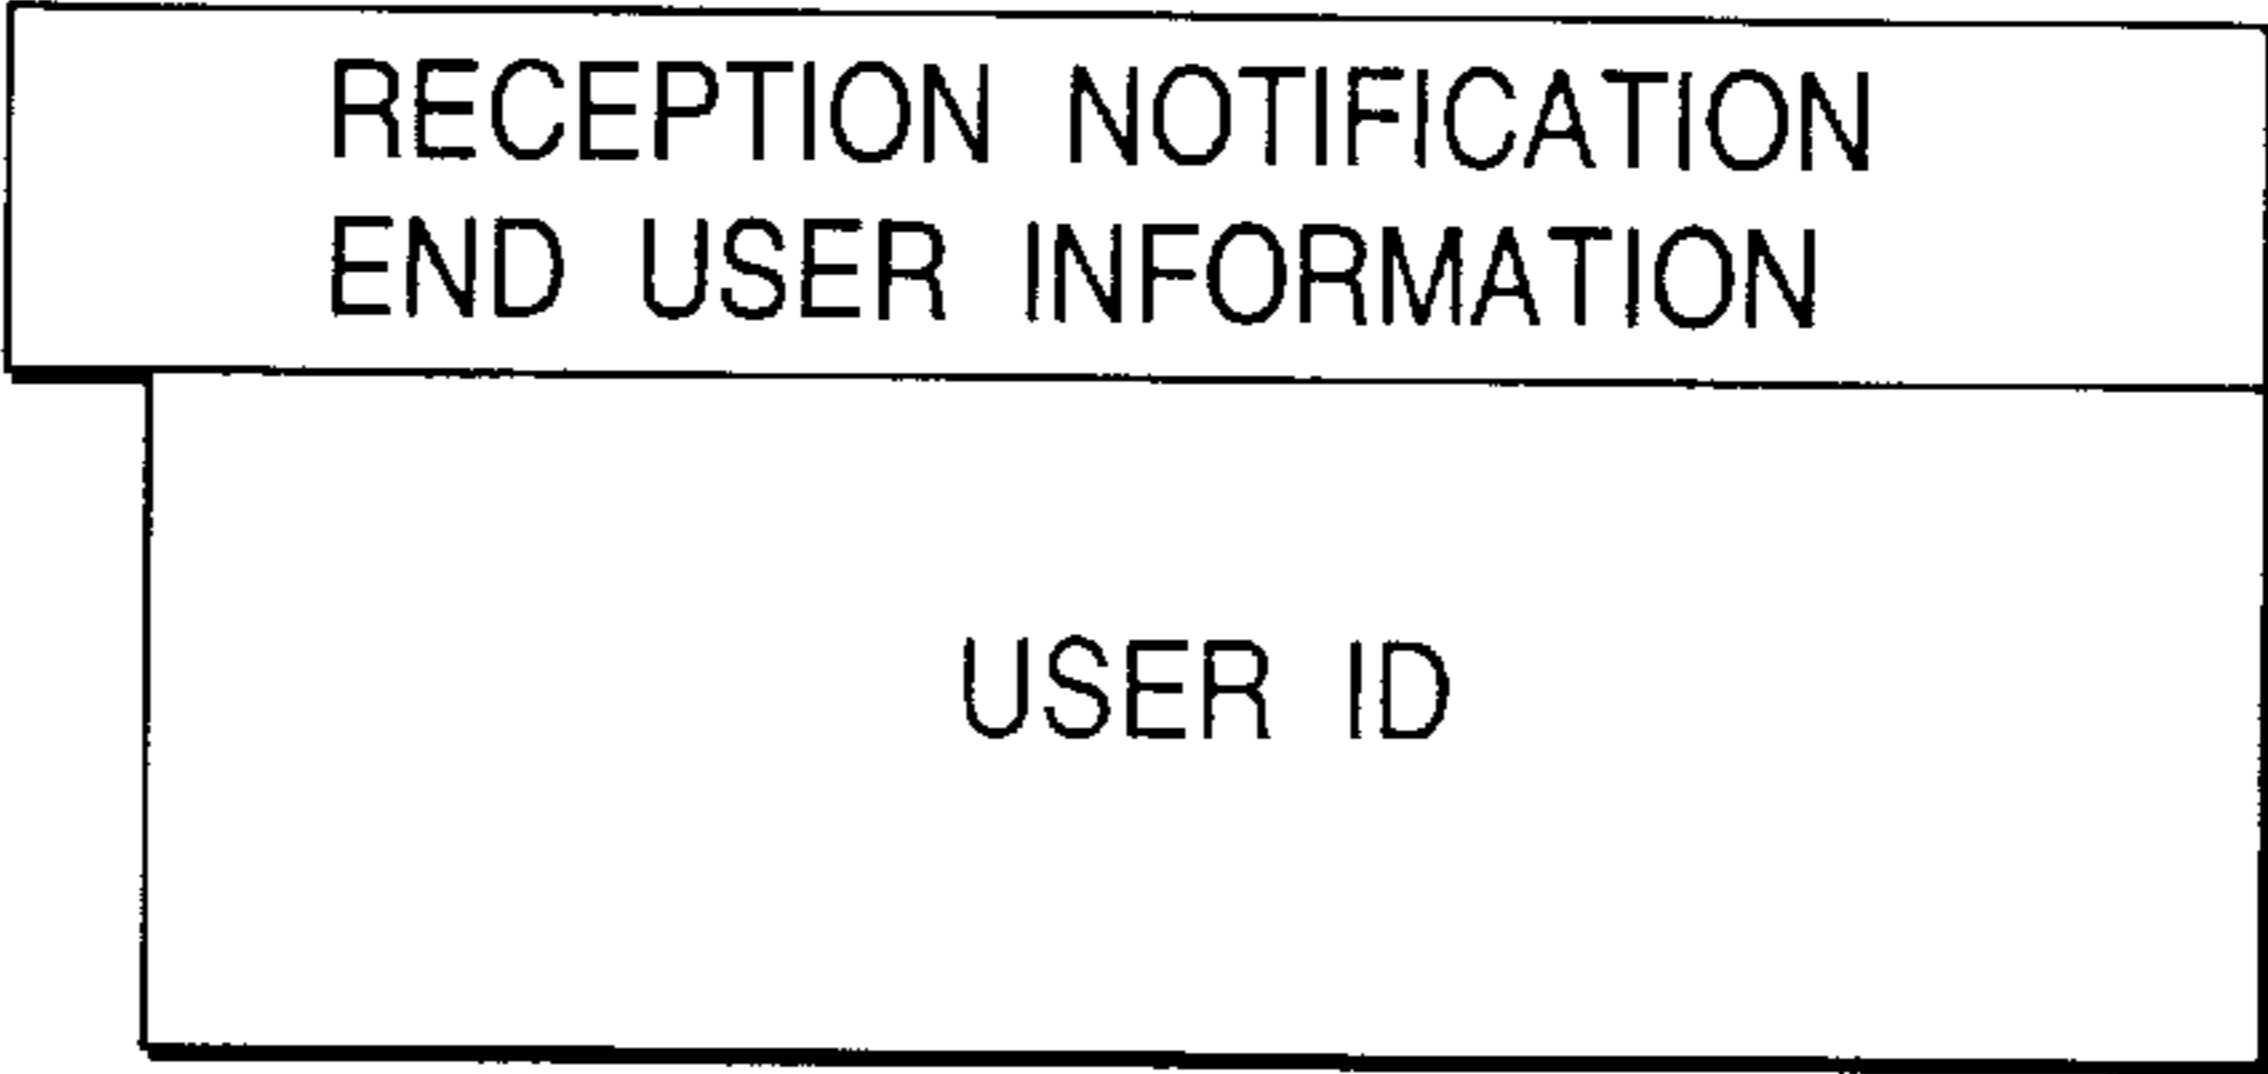 RECEPTION NOTIFICATION
END USER INFORMATION
USER ID